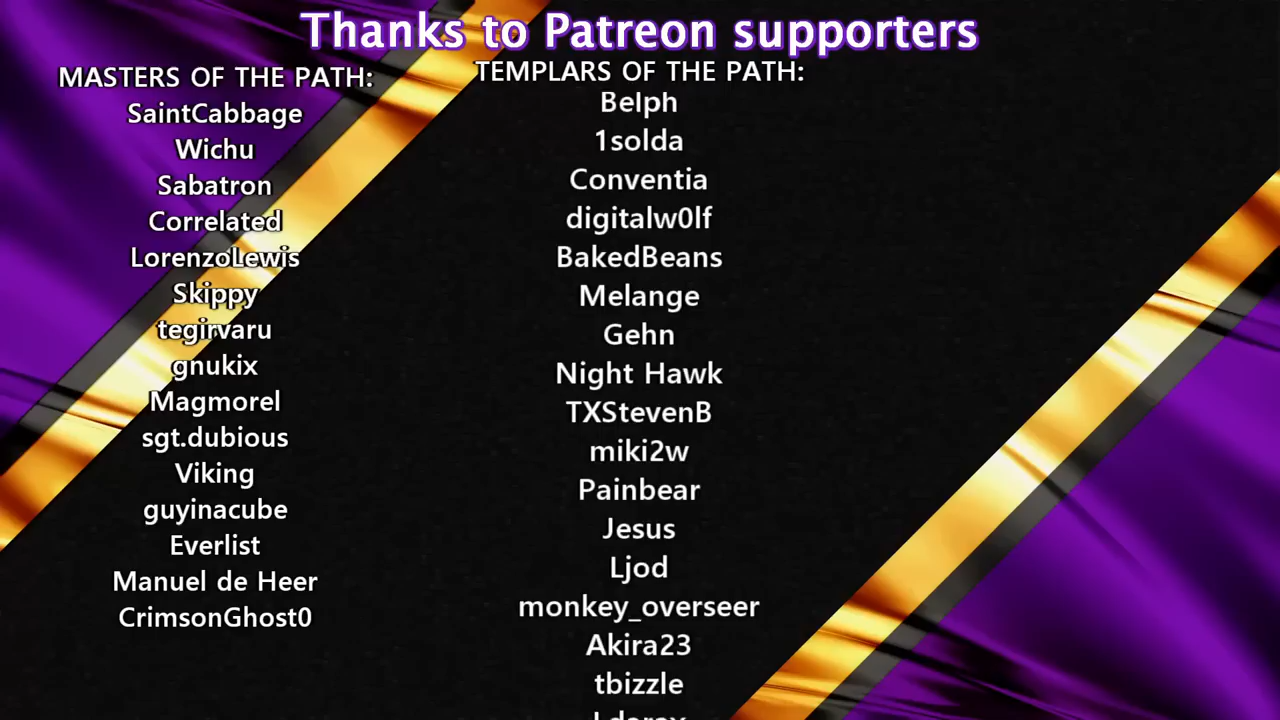 Thanks to Patreon supporters
MASTERS OF THE PATH:
SaintCabbage
Wichu
Sabatron
Correlated
LorenzoLewis
Skippy
tegirvaru
gnukix
Magmorel
sgt.dubious
Viking
guyinacube
Everlist
Manuel de Heer
CrimsonGhost0
TEMPLARS OF THE PATH:
Belph
1solda
Conventia
digitalw0lf
BakedBeans
Melange
Gehn
Night Hawk
TXStevenB
miki2w
Painbear
Jesus
Ljod
monkey_overseer
Akira23
tbizzle